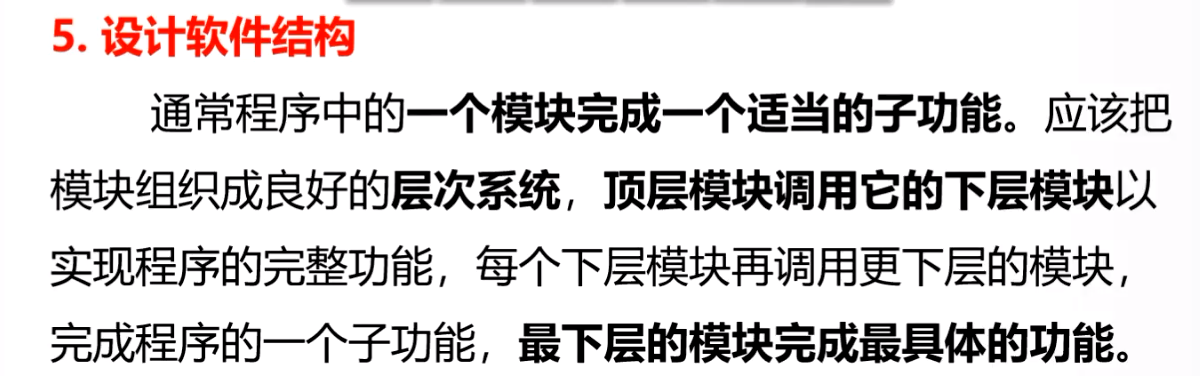 5. 设计软件结构
通常程序中的一个模块完成一个适当的子功能。应该把
模块组织成良好的层次系统，顶层模块调用它的下层模块以
实现程序的完整功能，每个下层模块再调用更下层的模块，
完成程序的一个子功能，最下层的模块完成最具体的功能。